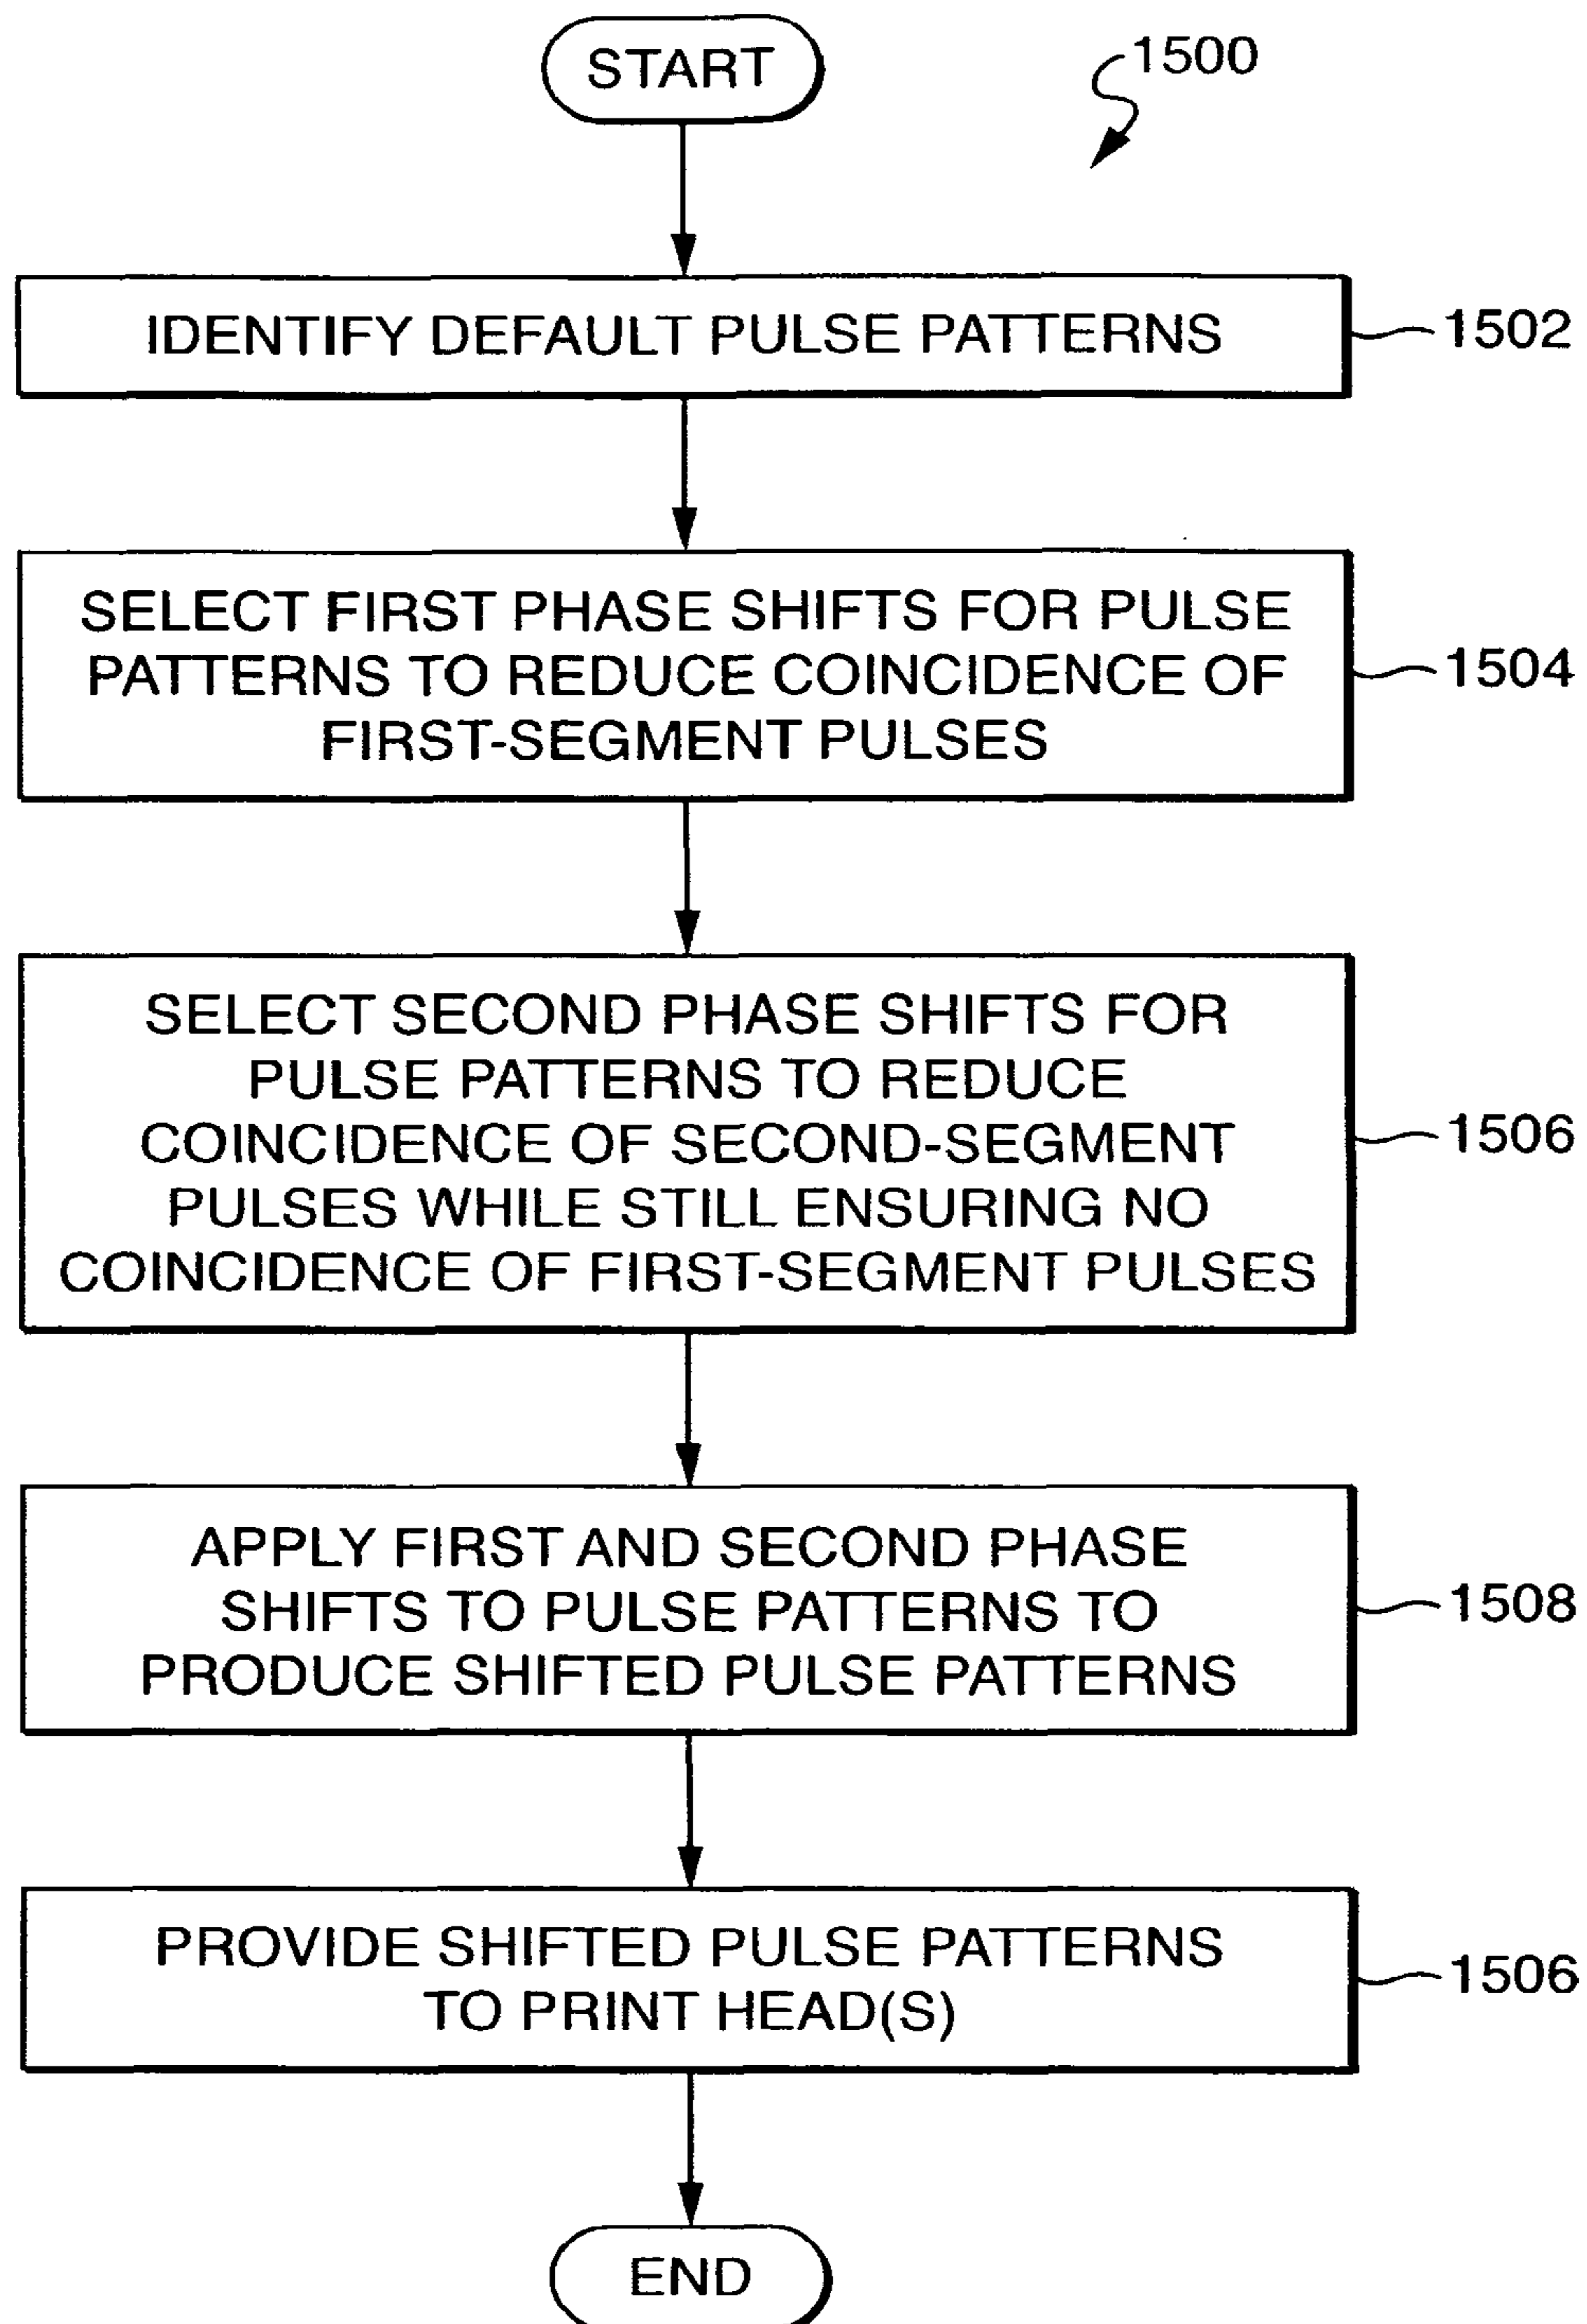 START
1500
IDENTIFY DEFAULT PULSE PATTERNS
1502
SELECT FIRST PHASE SHIFTS FOR PULSE
PATTERNS TO REDUCE COINCIDENCE OF
FIRST-SEGMENT PULSES
1504
SELECT SECOND PHASE SHIFTS FOR
PULSE PATTERNS TO REDUCE
COINCIDENCE OF SECOND-SEGMENT
PULSES WHILE STILL ENSURING NO
COINCIDENCE OF FIRST-SEGMENT PULSES
1506
APPLY FIRST AND SECOND PHASE
SHIFTS TO PULSE PATTERNS TO
PRODUCE SHIFTED PULSE PATTERNS
1508
PROVIDE SHIFTED PULSE PATTERNS
TO PRINT HEAD(S)
1506
END